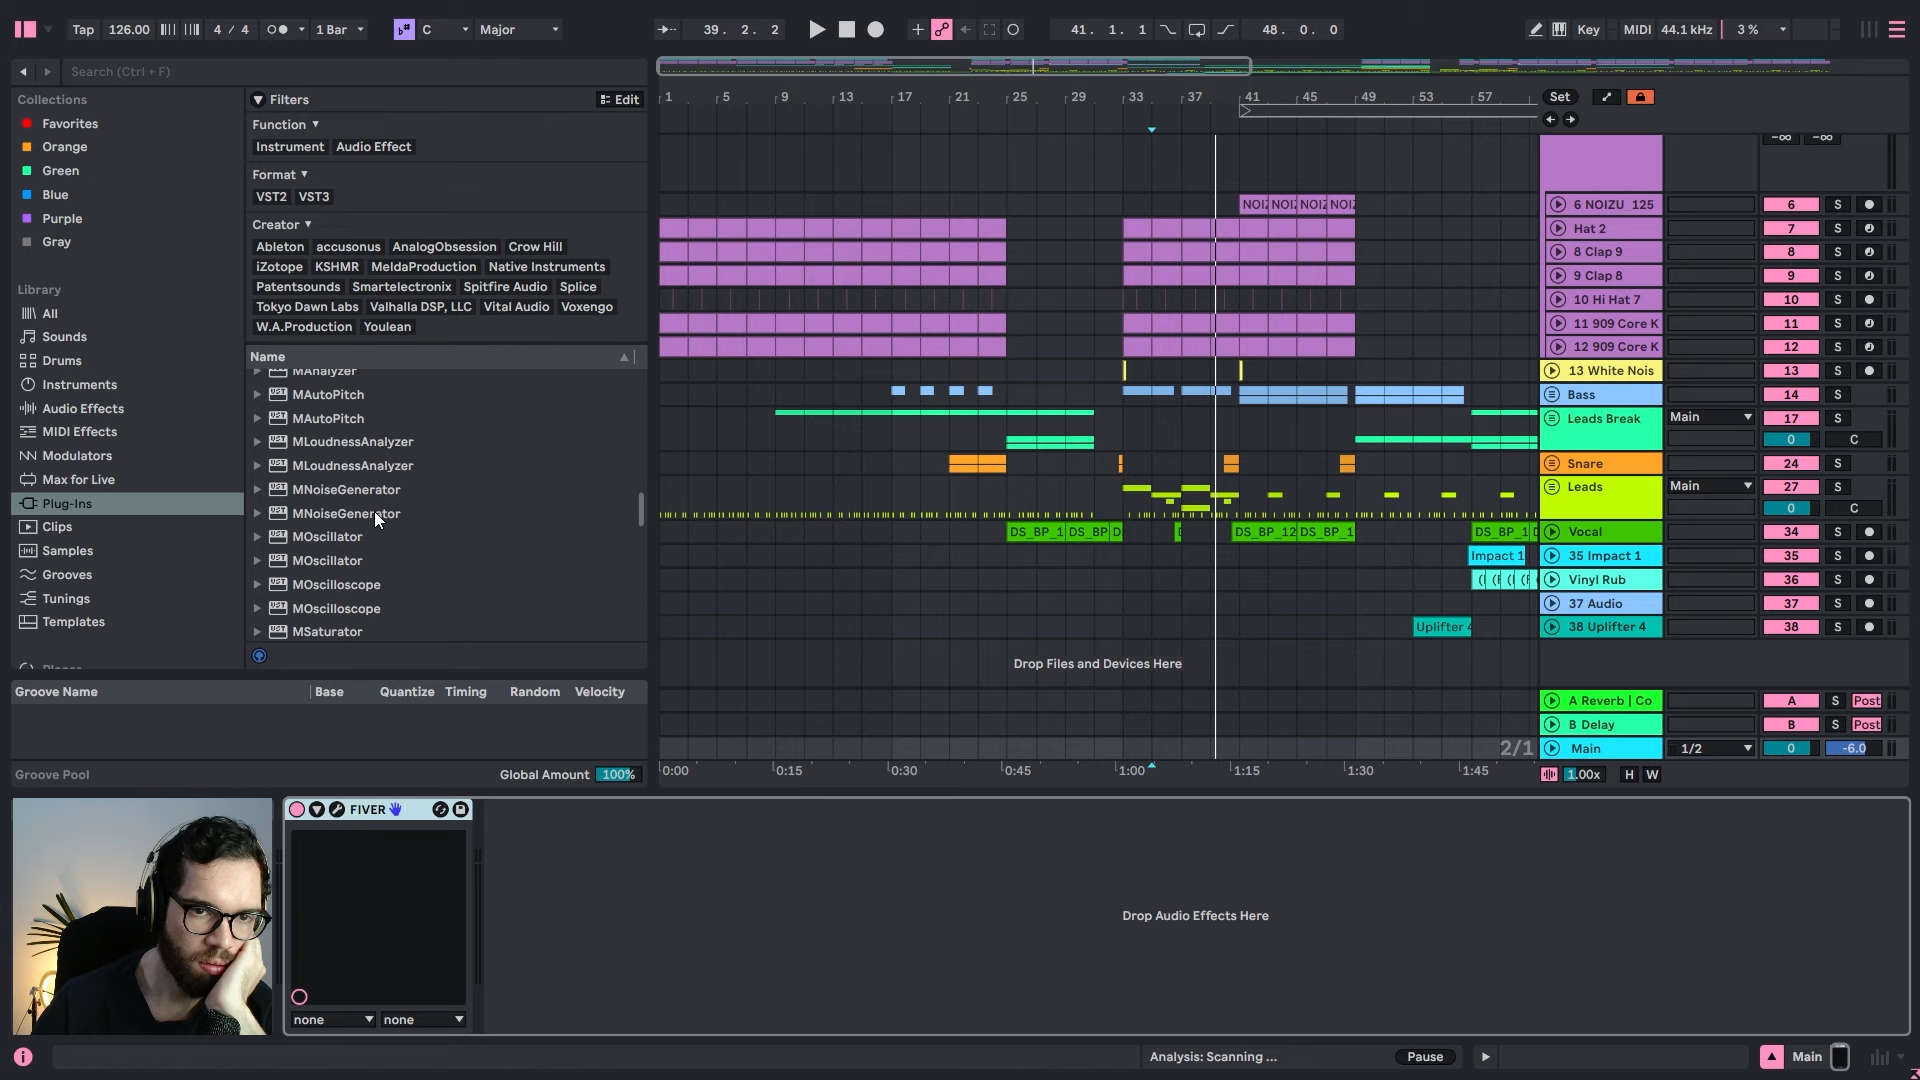 Tap 126.00 4 / 4 1 Bar C Major 39. 2. 2 41. 1. 1 48. 0. 0 Key MIDI 44.1 kHz 3 %
Search (Ctrl + F)
Collections
Favorites
Orange
Green
Blue
Purple
Gray
Library
All
Sounds
Drums
Instruments
Audio Effects
MIDI Effects
Modulators
Max for Live
Plug-Ins
Clips
Samples
Grooves
Tunings
Templates
Filters Edit
Function
Instrument Audio Effect
Format
VST2 VST3
Creator
Ableton accusonus AnalogObsession Crow Hill
iZotope KSHMR MeldaProduction Native Instruments
Patentsounds Smartelectronix Spitfire Audio Splice
Tokyo Dawn Labs Valhalla DSP, LLC Vital Audio Voxengo
W.A.Production Youlean
Name
MAnalyzer
MAutoPitch
MAutoPitch
MLoudnessAnalyzer
MLoudnessAnalyzer
MNoiseGenerator
MNoiseGenerator
MOscillator
MOscillator
MOscilloscope
MOscilloscope
MSaturator
Groove Name Base Quantize Timing Random Velocity
Groove Pool Global Amount 100%
1 5 9 13 17 21 25 29 33 37 41 45 49 53 57 Set
-∞ -∞
NOIZ NOIZ NOIZ NOIZ 6 NOIZU 125 6 S
Hat 2 7 S
8 Clap 9 8 S
9 Clap 8 9 S
10 Hi Hat 7 10 S
11 909 Core K 11 S
12 909 Core K 12 S
13 White Nois 13 S
Bass 14 S
Leads Break Main 17 S
0 C
Snare 24 S
Leads Main 27 S
0 C
DS_BP_1 DS_BP D DS_BP_12 DS_BP_1 DS_BP_1 Vocal 34 S
Impact 1 35 Impact 1 35 S
Vinyl Rub 36 S
37 Audio 37 S
Uplifter 4 38 Uplifter 4 38 S
Drop Files and Devices Here
A Reverb | Co A S Post
B Delay B S Post
2/1 Main 1/2 0 -6.0
0:00 0:15 0:30 0:45 1:00 1:15 1:30 1:45 1.00x H W
FIVER
none none
Drop Audio Effects Here
Analysis: Scanning ... Pause Main